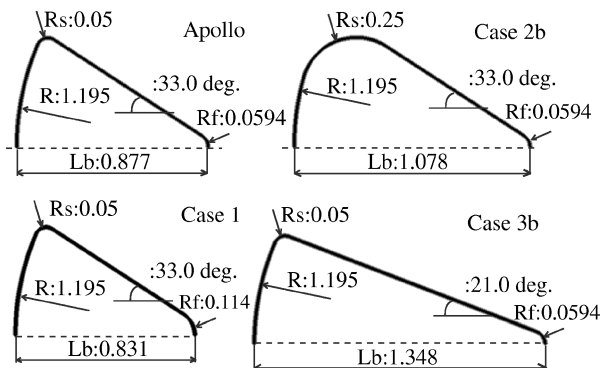 Apollo
Rs:0.05
R:1.195
:33.0 deg.
Rf:0.0594
Lb:0.877
Case 2b
Rs:0.25
R:1.195
:33.0 deg.
Rf:0.0594
Lb:1.078
Case 1
Rs:0.05
R:1.195
:33.0 deg.
Rf:0.114
Lb:0.831
Case 3b
Rs:0.05
R:1.195
:21.0 deg.
Rf:0.0594
Lb:1.348